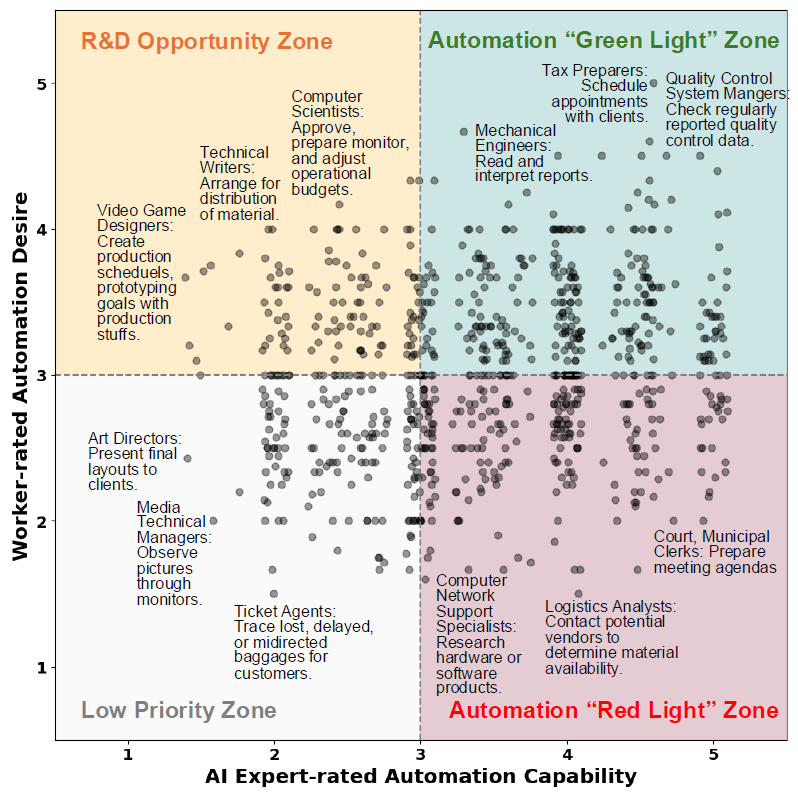 R&D Opportunity Zone
Automation “Green Light” Zone
Tax Preparers:
Schedule
appointments
with clients.
Quality Control
System Mangers:
Check regularly
reported quality
control data.
Computer
Scientists:
Approve,
prepare monitor,
and adjust
operational
budgets.
Mechanical
Engineers:
Read and
interpret reports.
Technical
Writers:
Arrange for
distribution
of material.
Video Game
Designers:
Create
production
scheduels,
prototyping
goals with
production
stuffs.
Art Directors:
Present final
layouts to
clients.
Media
Technical
Managers:
Observe
pictures
through
monitors.
Ticket Agents:
Trace lost, delayed,
or midirected
baggages for
customers.
Computer
Network
Support
Specialists:
Research
hardware or
software
products.
Logistics Analysts:
Contact potential
vendors to
determine material
availability.
Court, Municipal
Clerks: Prepare
meeting agendas
Low Priority Zone
Automation “Red Light” Zone
5
4
3
2
1
1 2 3 4 5
Worker-rated Automation Desire
AI Expert-rated Automation Capability